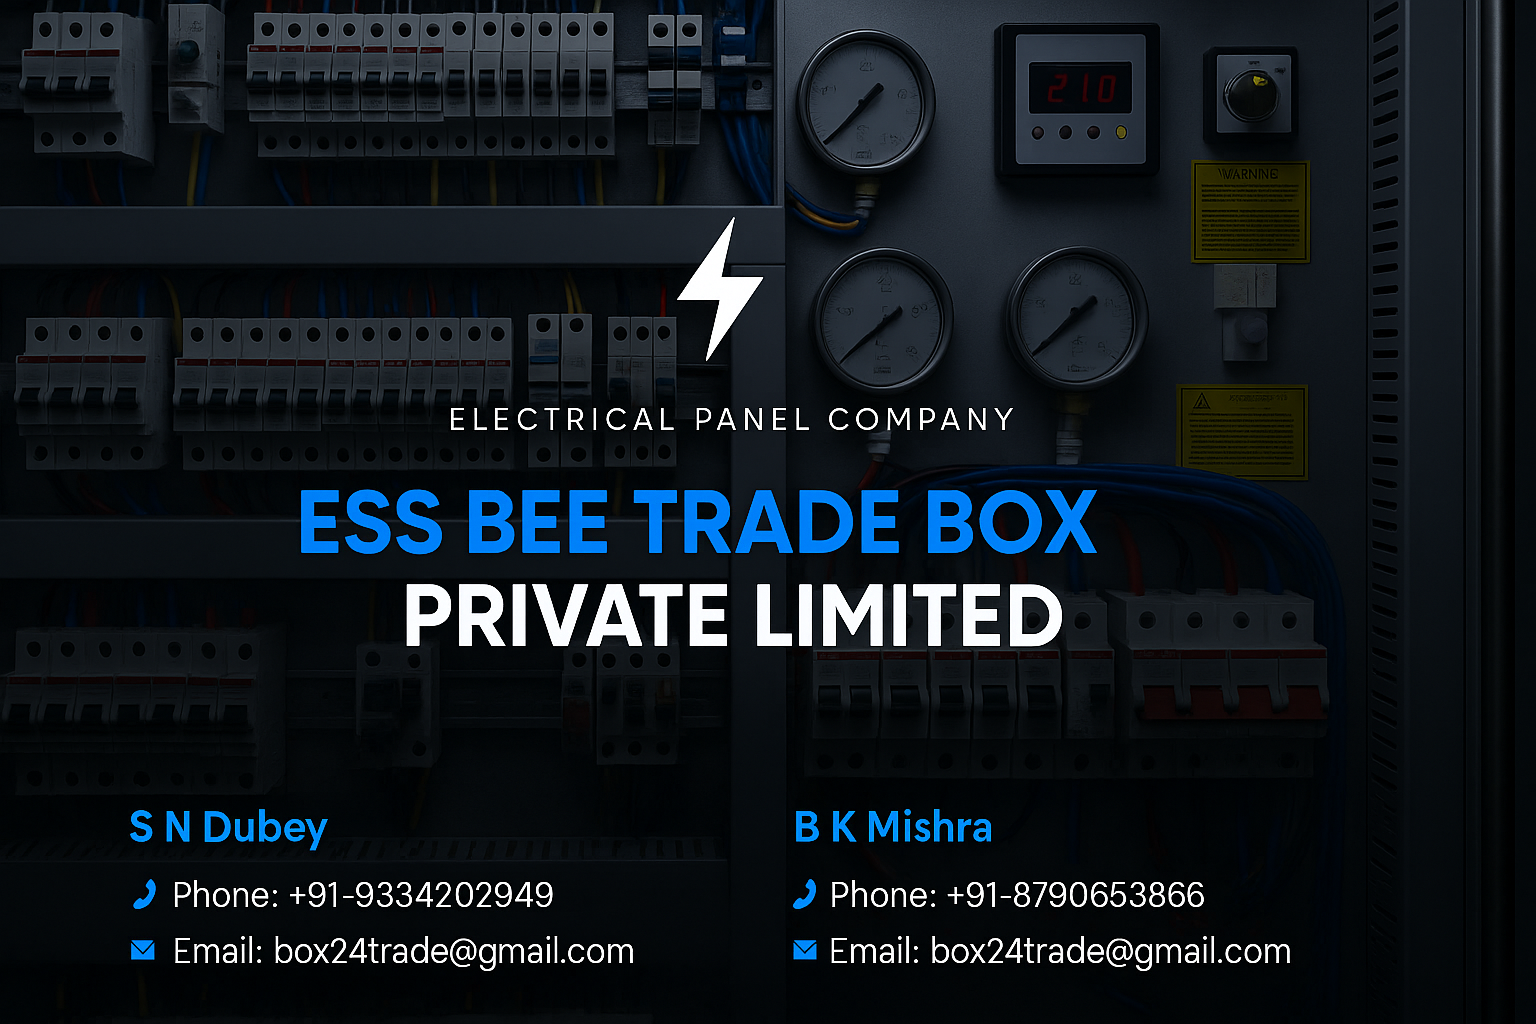 210
WARNING
ELECTRICAL PANEL COMPANY
ESS BEE TRADE BOX
PRIVATE LIMITED
S N Dubey
Phone: +91-9334202949
Email: box24trade@gmail.com
B K Mishra
Phone: +91-8790653866
Email: box24trade@gmail.com